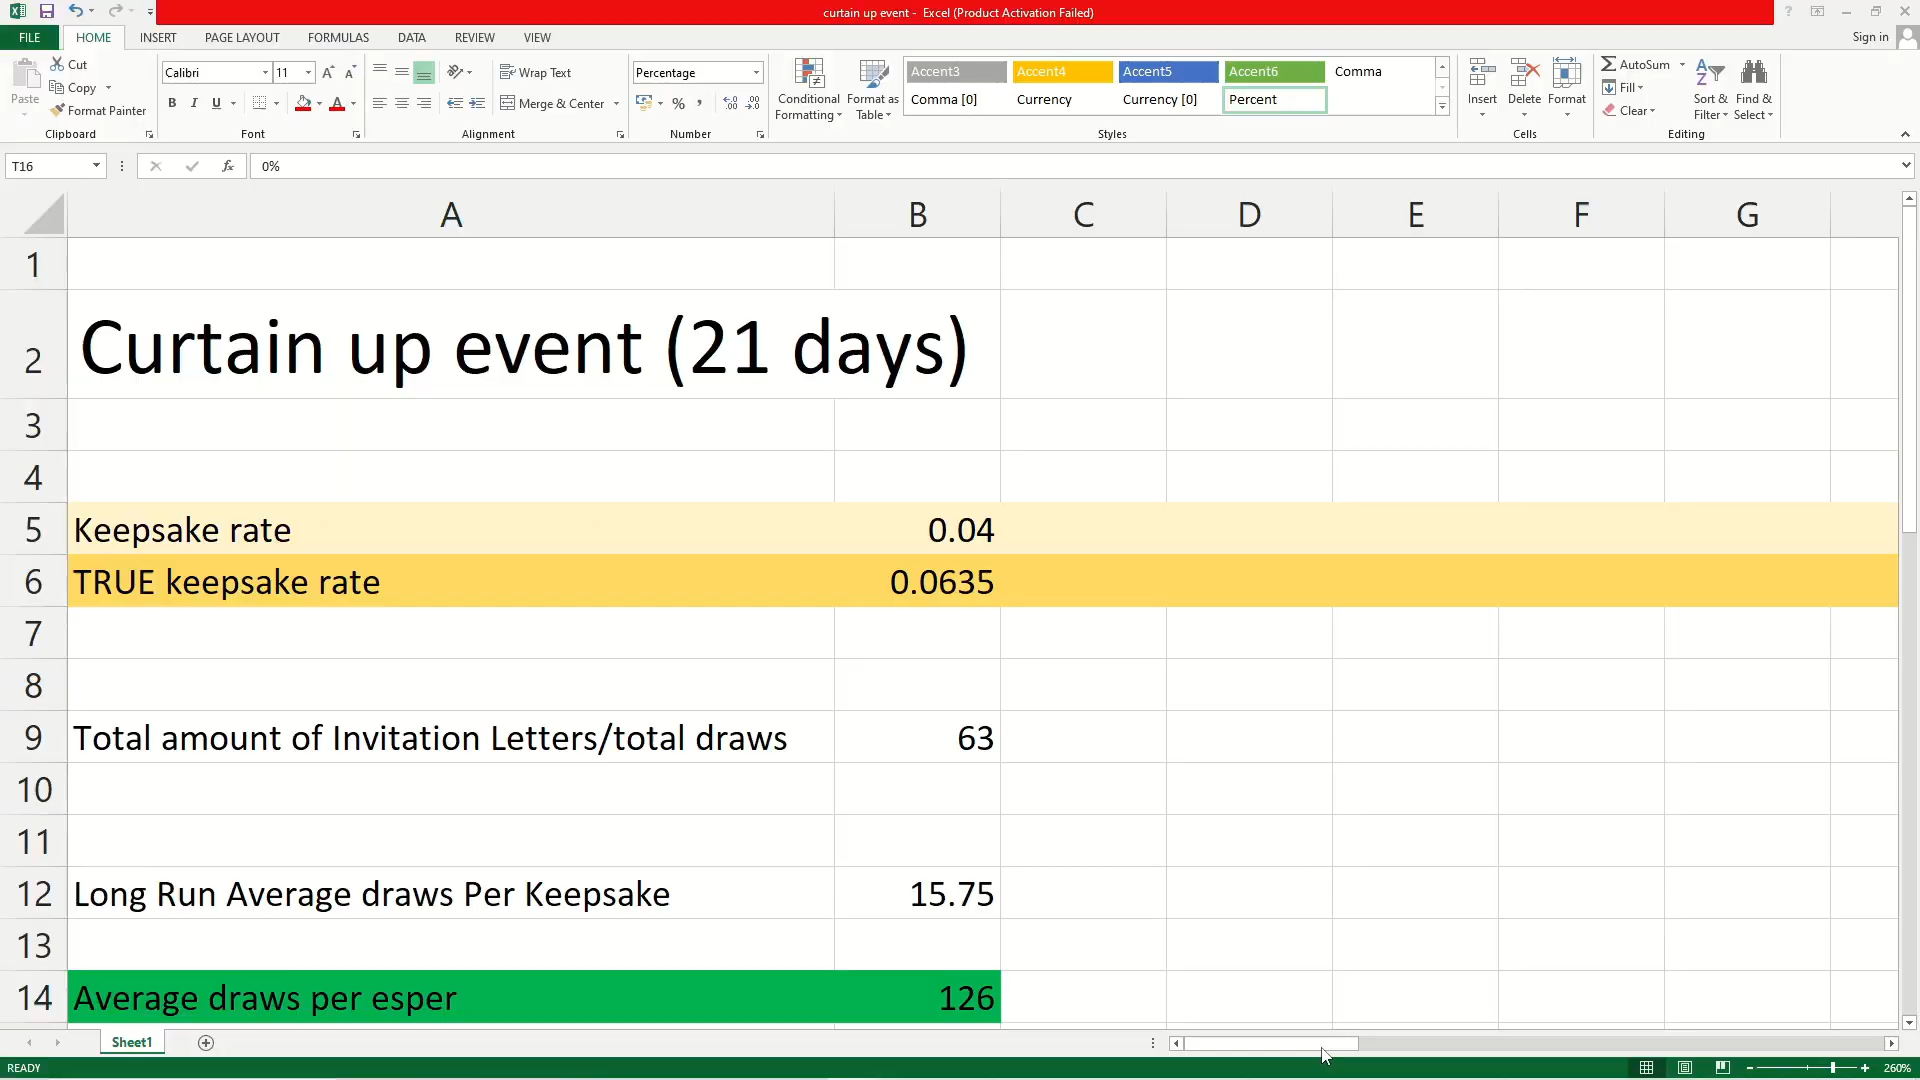 curtain up event - Excel (Product Activation Failed)
FILE HOME INSERT PAGE LAYOUT FORMULAS DATA REVIEW VIEW Sign in
Paste
Cut
Copy
Format Painter
Clipboard
Calibri 11
B I U A
Font
Wrap Text
Merge & Center
Alignment
Percentage
%
Number
Conditional Formatting
Format as Table
Accent3 Accent4 Accent5 Accent6 Comma
Comma [0] Currency Currency [0] Percent
Styles
Insert Delete Format
Cells
AutoSum
Fill
Clear
Sort & Filter
Find & Select
Editing
T16 fx 0%
A B C D E F G
1
2 Curtain up event (21 days)
3
4
5 Keepsake rate 0.04
6 TRUE keepsake rate 0.0635
7
8
9 Total amount of Invitation Letters/total draws 63
10
11
12 Long Run Average draws Per Keepsake 15.75
13
14 Average draws per esper 126
Sheet1
READY 260%